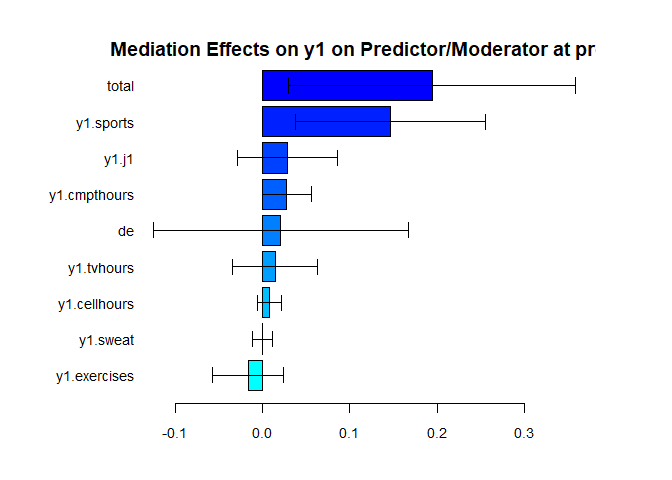 Mediation Effects on y1 on Predictor/Moderator at pr
total
y1.sports
y1.j1
y1.cmpthours
de
y1.tvhours
y1.cellhours
y1.sweat
y1.exercises
-0.1 0.0 0.1 0.2 0.3